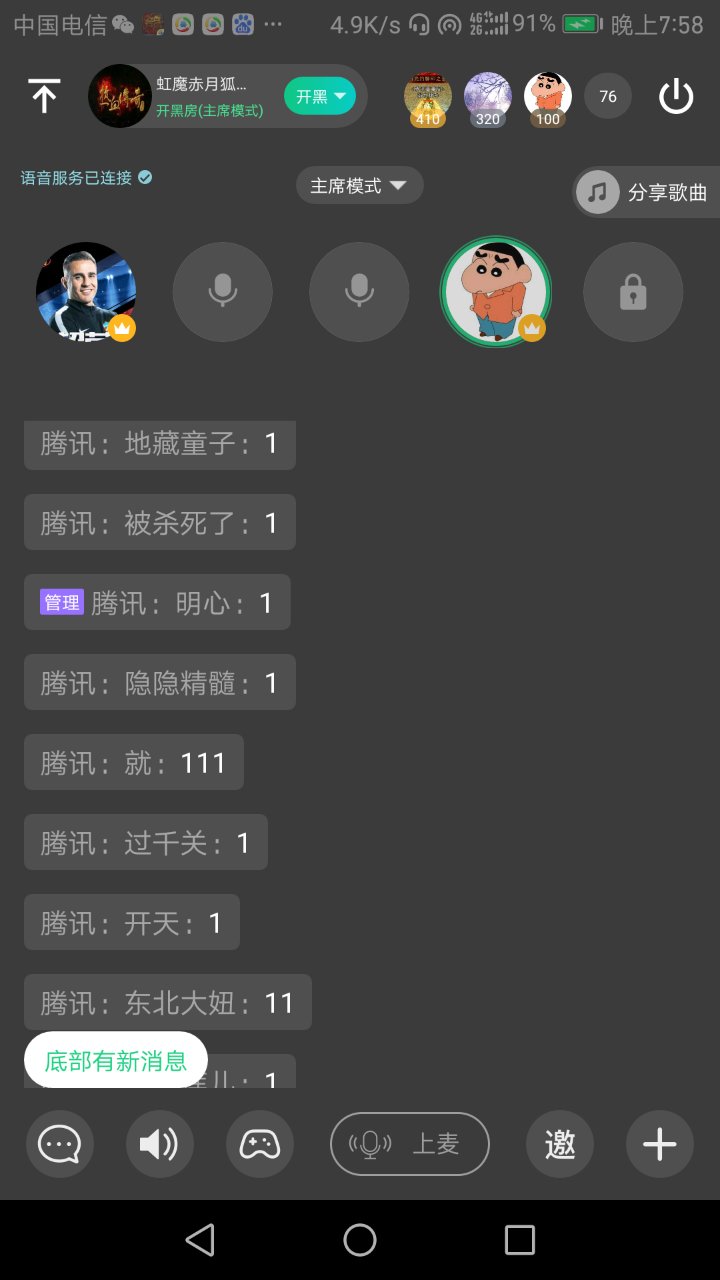 中国电信 ··· 4.9K/s 4G 2G 91% 晚上7:58
虹魔赤月狐...
开黑房(主席模式)
开黑
410
320
100
76
语音服务已连接
主席模式
分享歌曲
腾讯：地藏童子：1
腾讯：被杀死了：1
管理 腾讯：明心：1
腾讯：隐隐精髓：1
腾讯：就：111
腾讯：过千关：1
腾讯：开天：1
腾讯：东北大妞：11
儿：1
底部有新消息
上麦
邀